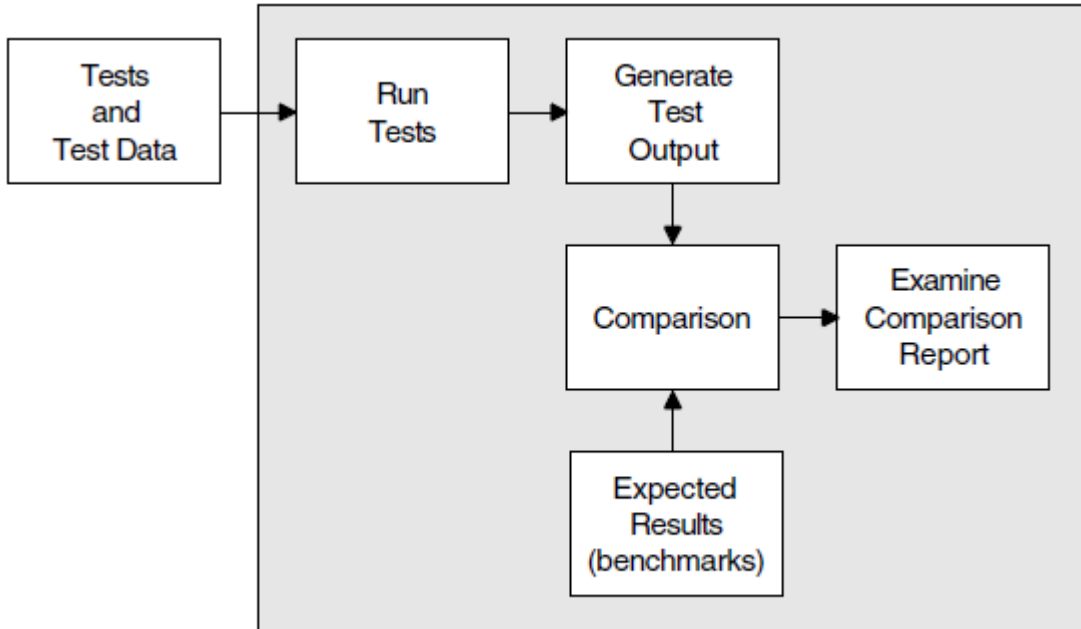 Tests
and
Test Data
Run
Tests
Generate
Test
Output
Comparison
Examine
Comparison
Report
Expected
Results
(benchmarks)